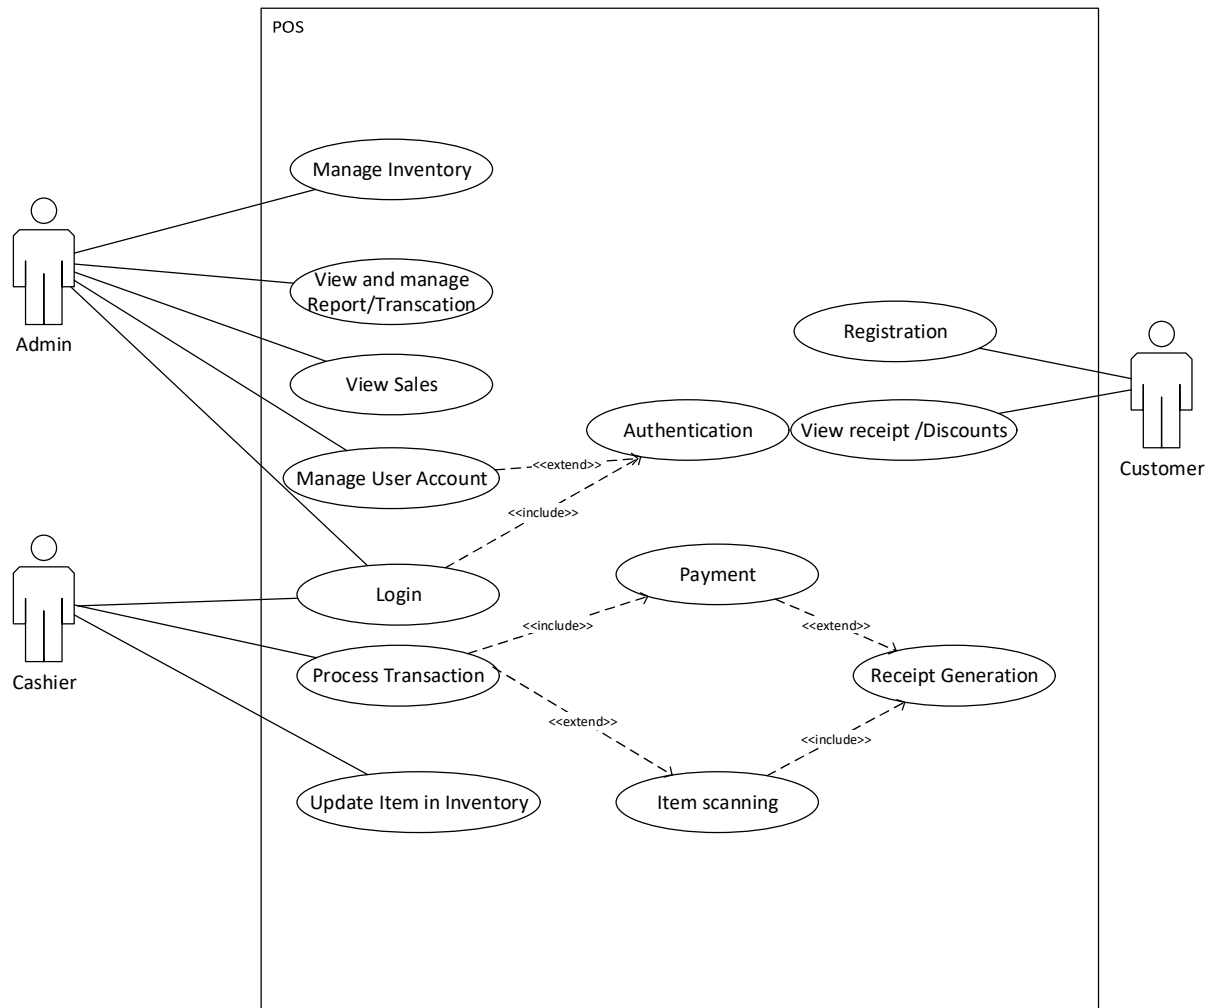 POS
Manage Inventory
View and manage
Report/Transcation
Admin
Registration
View Sales
Authentication
View receipt /Discounts
Customer
<<extend>>
Manage User Account
<<include>>
Payment
Login
<<include>>
<<extend>>
Process Transaction
Receipt Generation
Cashier
<<extend>>
<<include>>
Update Item in Inventory
Item scanning